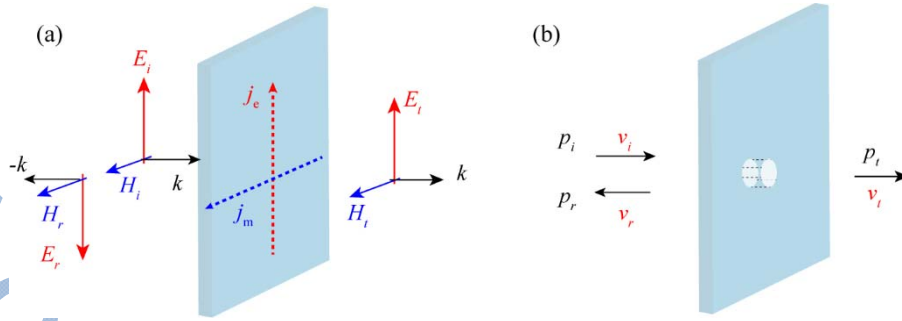 (a)
E_i
j_e
E_t
-k
H_i
k
H_r
j_m
H_t
k
E_r
(b)
p_i
v_i
p_r
v_r
p_t
v_t